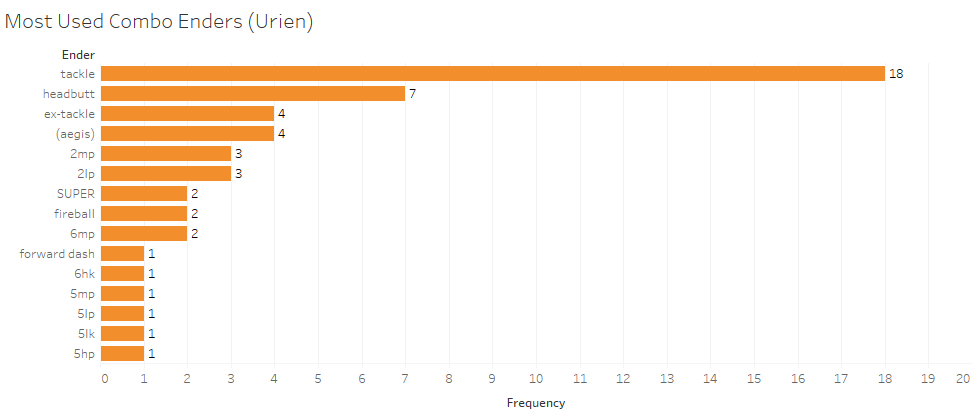 Most Used Combo Enders (Urien)
Ender
tackle 18
headbutt 7
ex-tackle 4
(aegis) 4
2mp 3
2lp 3
SUPER 2
fireball 2
6mp 2
forward dash 1
6hk 1
5mp 1
5lp 1
5lk 1
5hp 1
0 1 2 3 4 5 6 7 8 9 10 11 12 13 14 15 16 17 18 19 20
Frequency